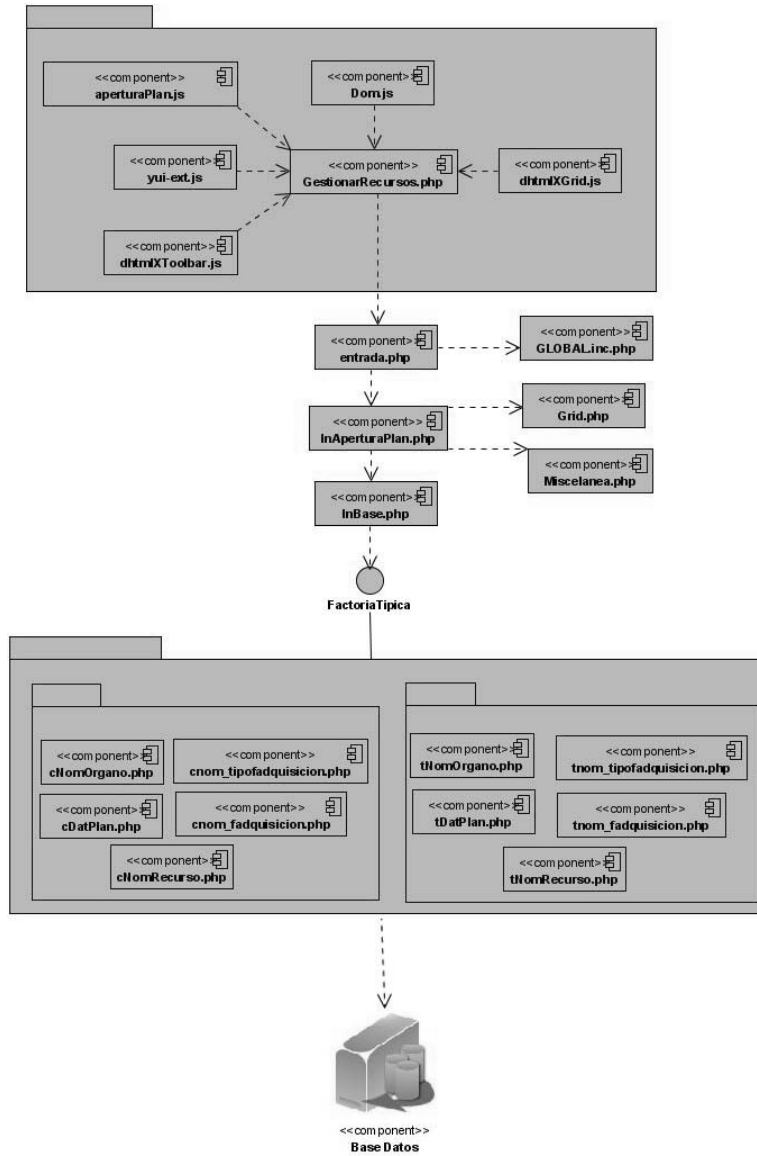 <<component>>
aperturaPlan.js
<<component>>
Dom.js
<<component>>
yui-ext.js
<<component>>
GestionarRecursos.php
<<component>>
dhtmlXGrid.js
<<component>>
dhtmlXToolbar.js
<<component>>
entrada.php
<<component>>
GLOBAL.inc.php
<<component>>
InAperturaPlan.php
<<component>>
Grid.php
<<component>>
Miscelanea.php
<<component>>
InBase.php
FactoriaTipica
<<component>>
cNomOrgano.php
<<component>>
cnom_tipofadquisicion.php
<<component>>
cDatPlan.php
<<component>>
cnom_fadquisicion.php
<<component>>
cNomRecurso.php
<<component>>
tNomOrgano.php
<<component>>
tnom_tipofadquisicion.php
<<component>>
tDatPlan.php
<<component>>
tnom_fadquisicion.php
<<component>>
tNomRecurso.php
<<component>>
Base Datos